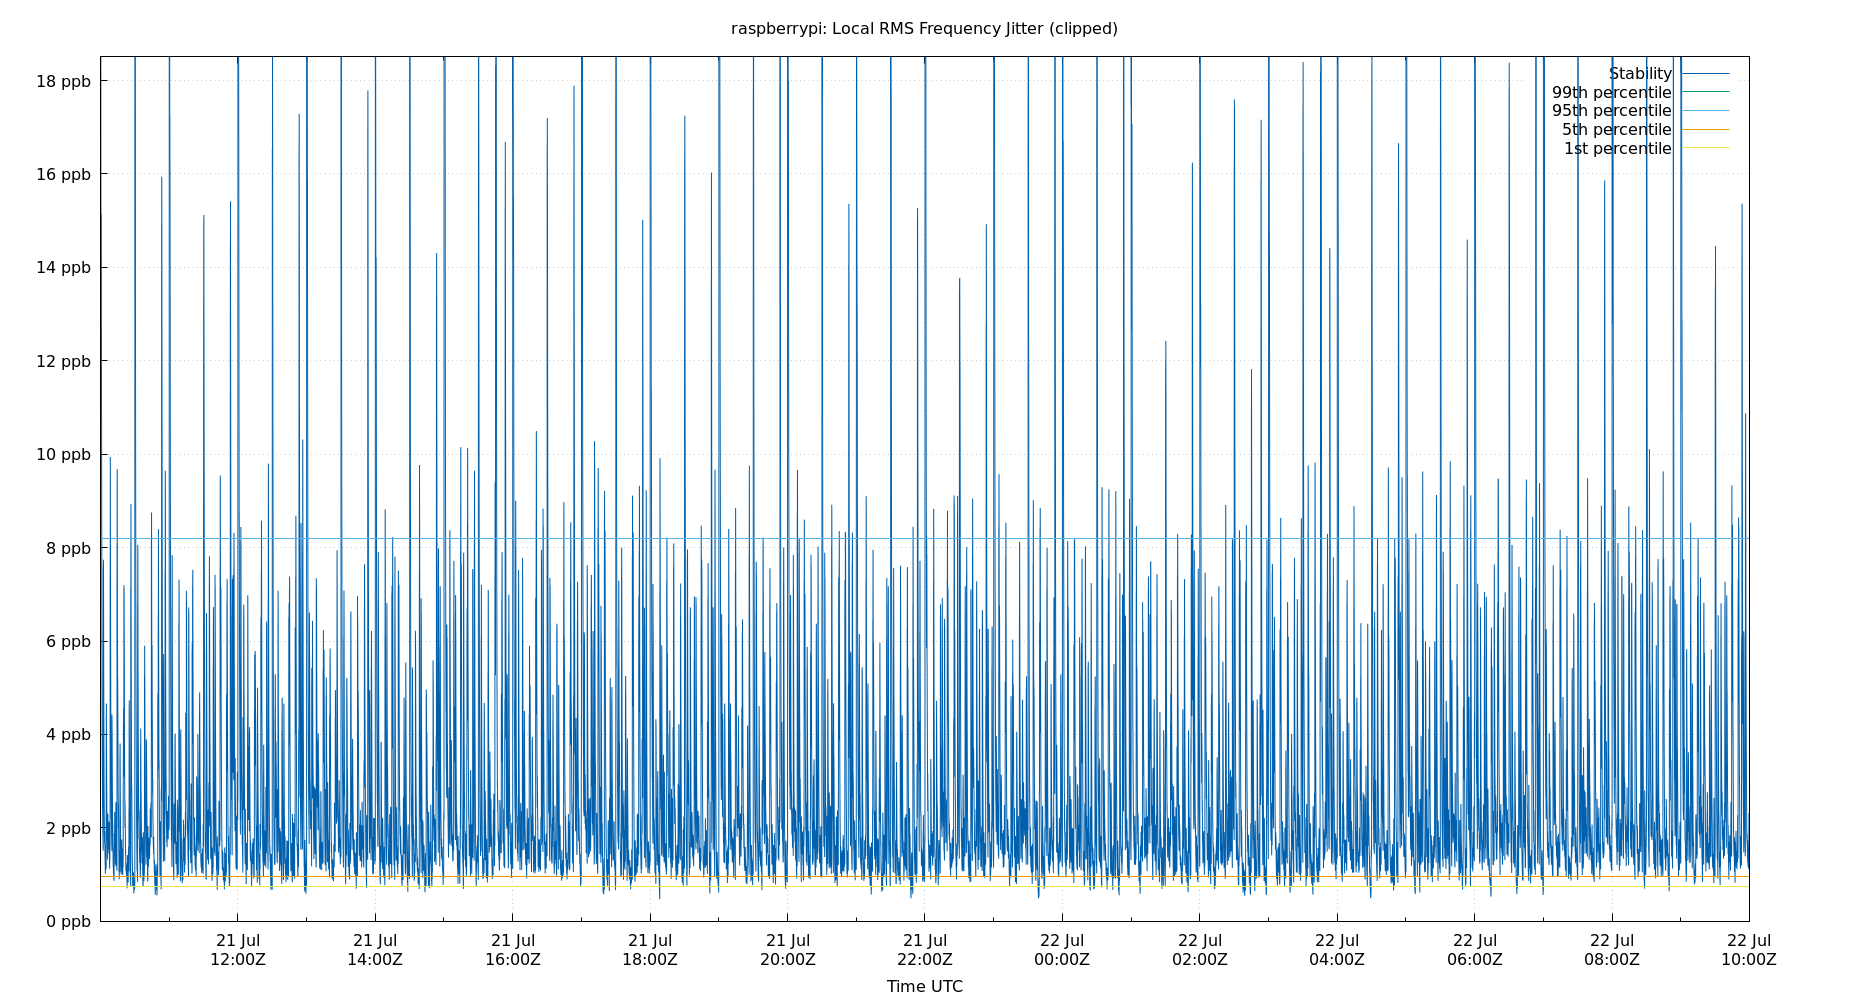 raspberrypi: Local RMS Frequency Jitter (clipped)
18 ppb
16 ppb
14 ppb
12 ppb
10 ppb
8 ppb
6 ppb
4 ppb
2 ppb
0 ppb
Stability
99th percentile
95th percentile
5th percentile
1st percentile
21 Jul 21 Jul 21 Jul 21 Jul 21 Jul 21 Jul 22 Jul 22 Jul 22 Jul 22 Jul 22 Jul 22 Jul
12:00Z 14:00Z 16:00Z 18:00Z 20:00Z 22:00Z 00:00Z 02:00Z 04:00Z 06:00Z 08:00Z 10:00Z
Time UTC